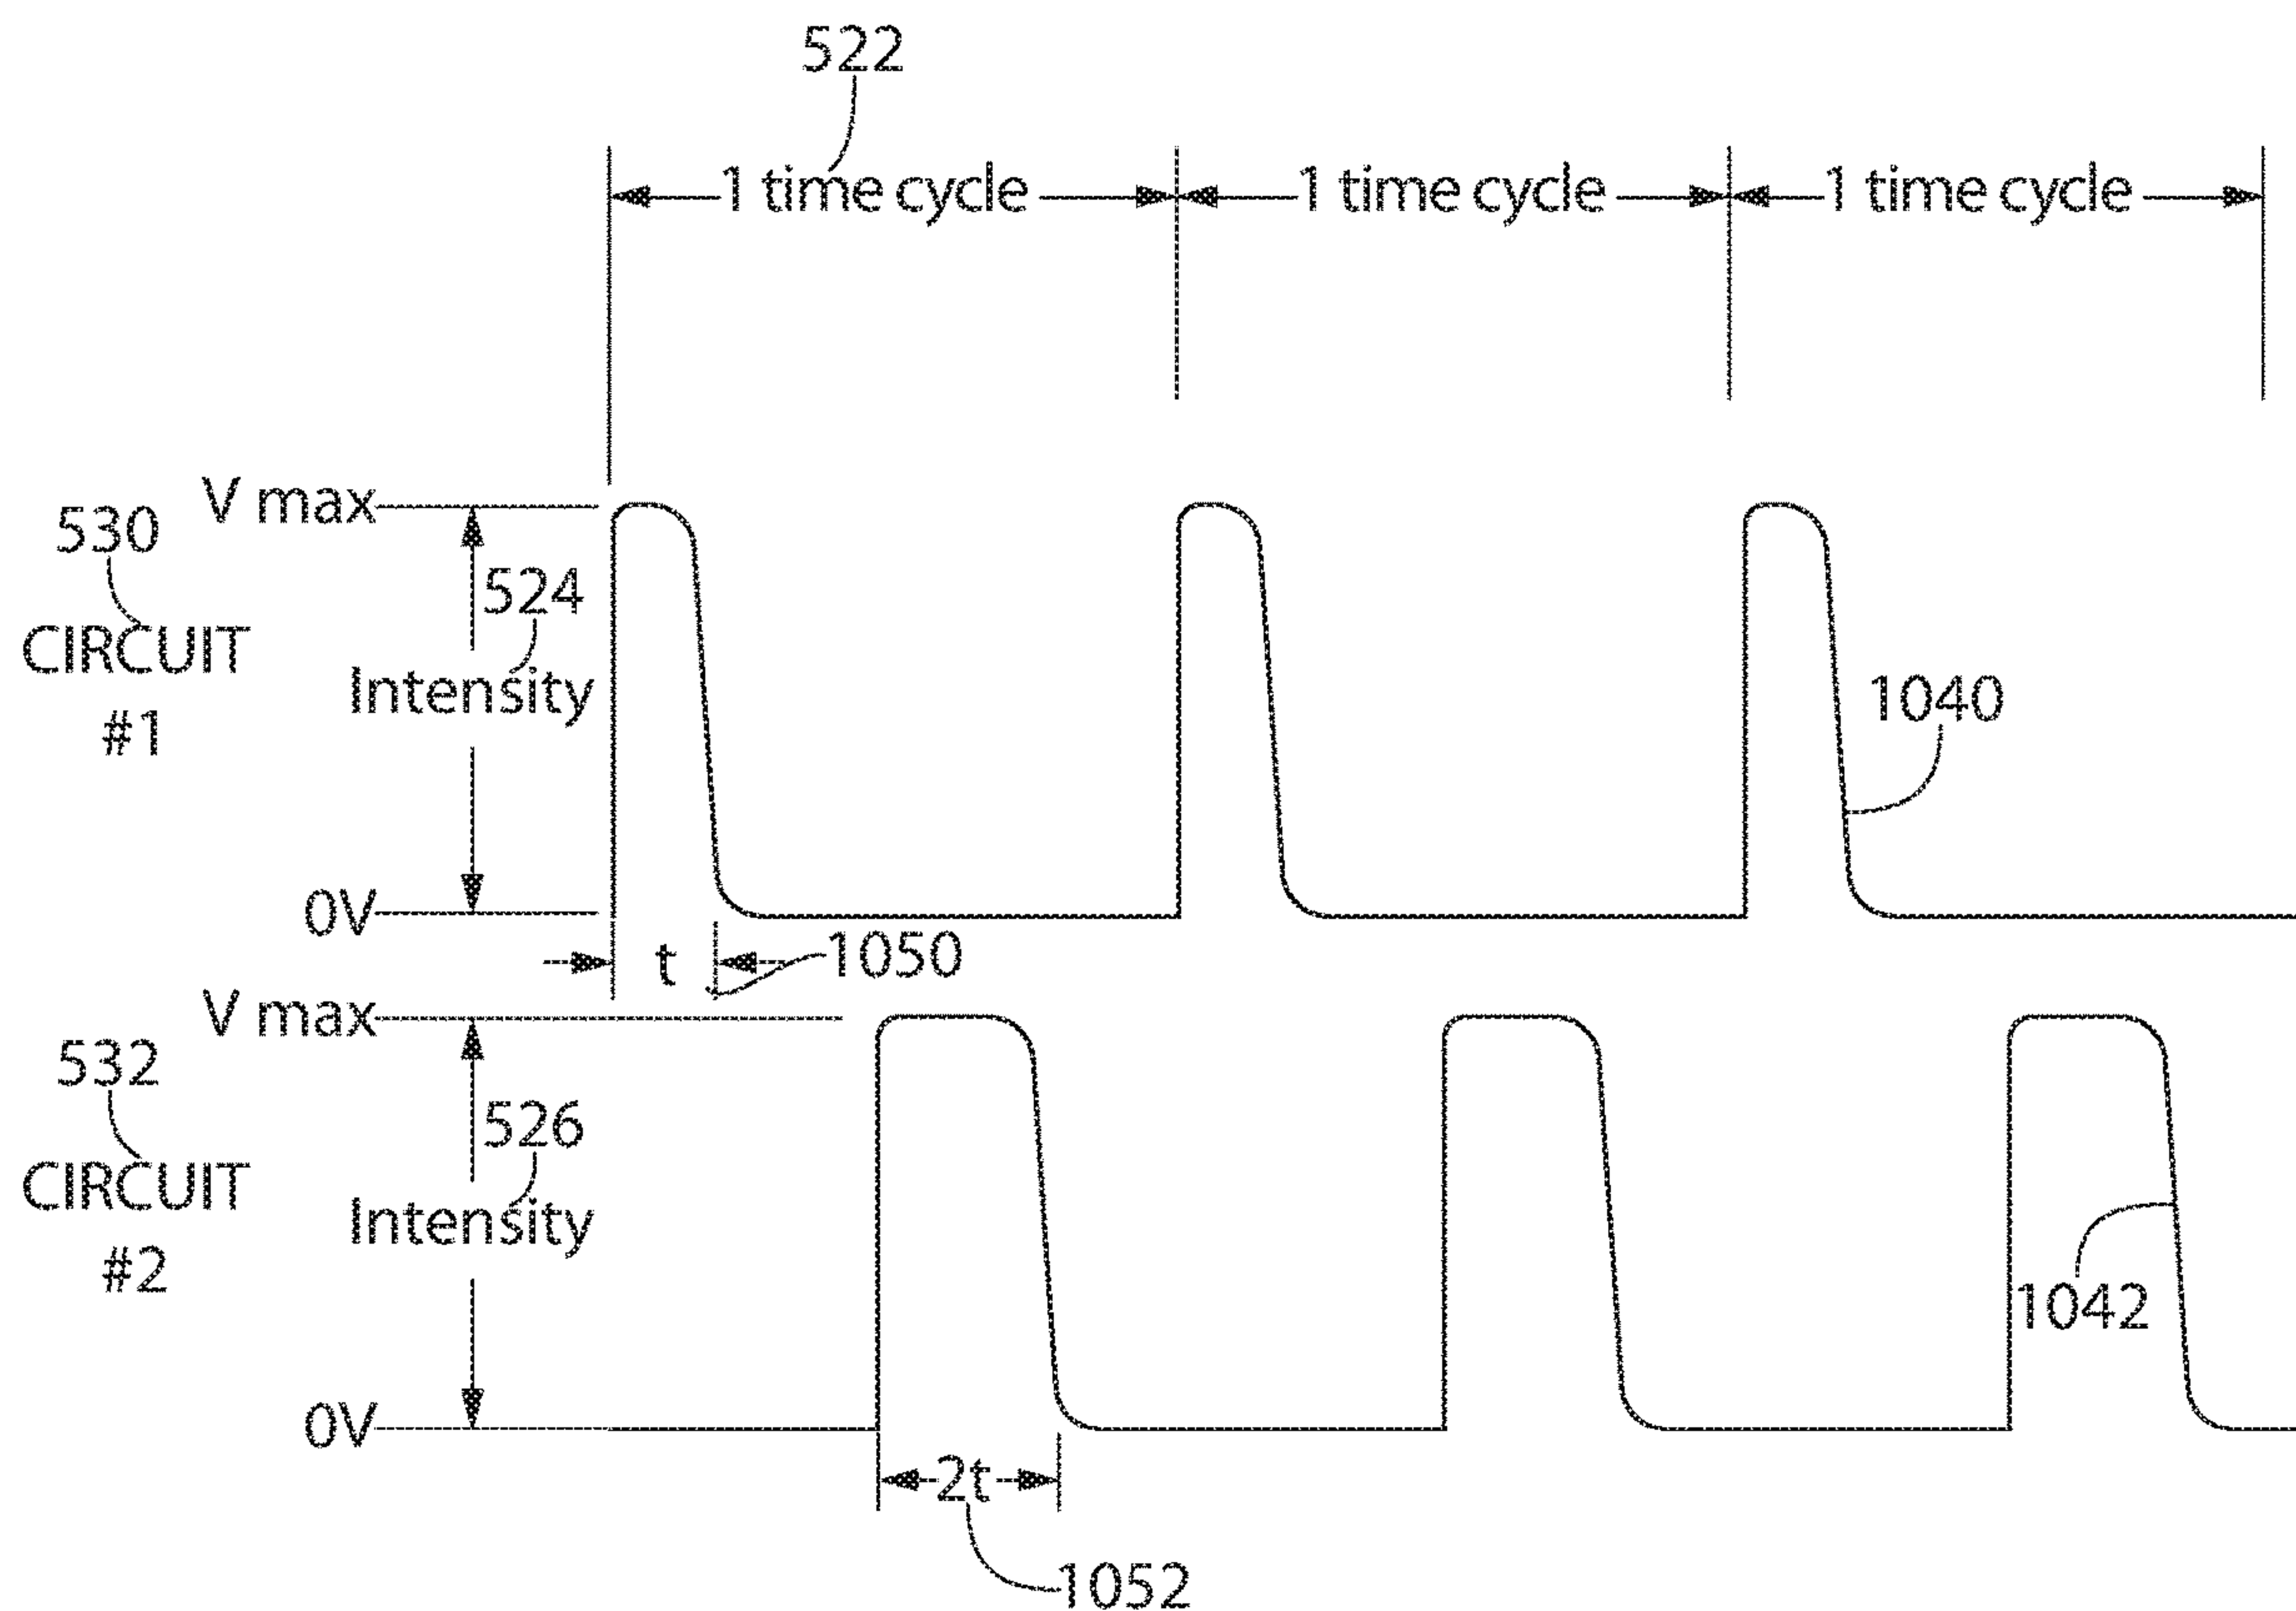 522
1 time cycle 1 time cycle 1 time cycle
V max
530
524
CIRCUIT
#1
Intensity
1040
0V
t
1050
V max
532
526
CIRCUIT
#2
Intensity
1042
0V
2t
1052